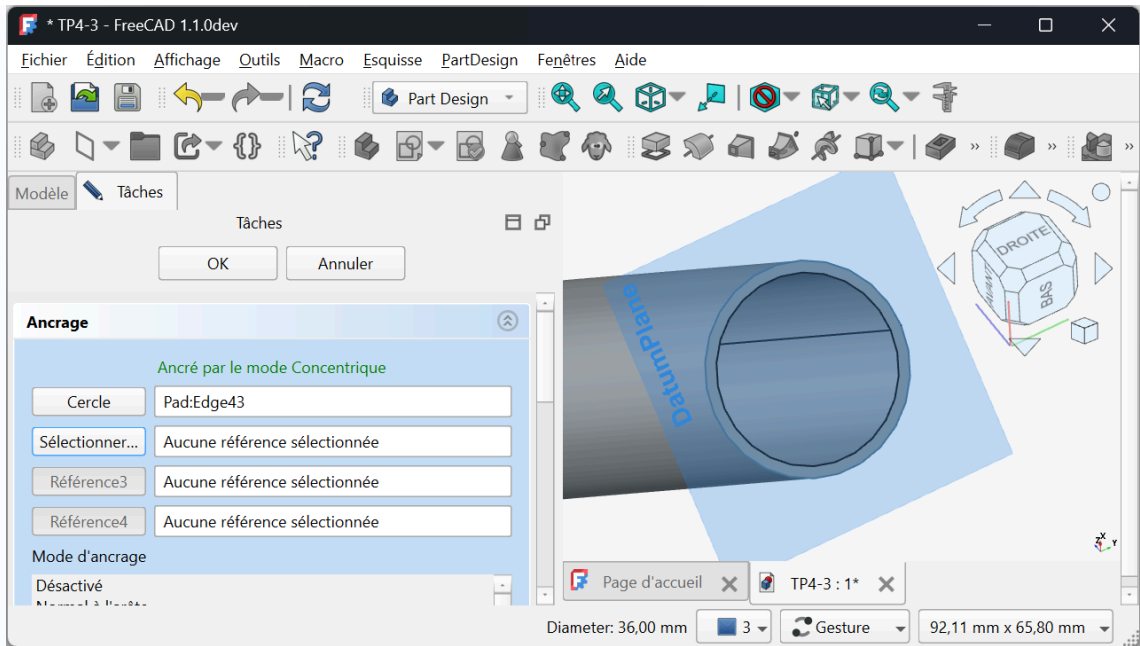 * TP4-3 - FreeCAD 1.1.0dev
Fichier Édition Affichage Outils Macro Esquisse PartDesign Fenêtres Aide
Part Design
Modèle Tâches
Tâches
OK Annuler
Ancrage
Ancré par le mode Concentrique
Cercle Pad:Edge43
Sélectionner... Aucune référence sélectionnée
Référence3 Aucune référence sélectionnée
Référence4 Aucune référence sélectionnée
Mode d'ancrage
Désactivé
Normal à l'arête
DatumPlane
DROITE
AVANT
BAS
X
Z Y
Page d'accueil TP4-3 : 1*
Diameter: 36,00 mm 3 Gesture 92,11 mm x 65,80 mm